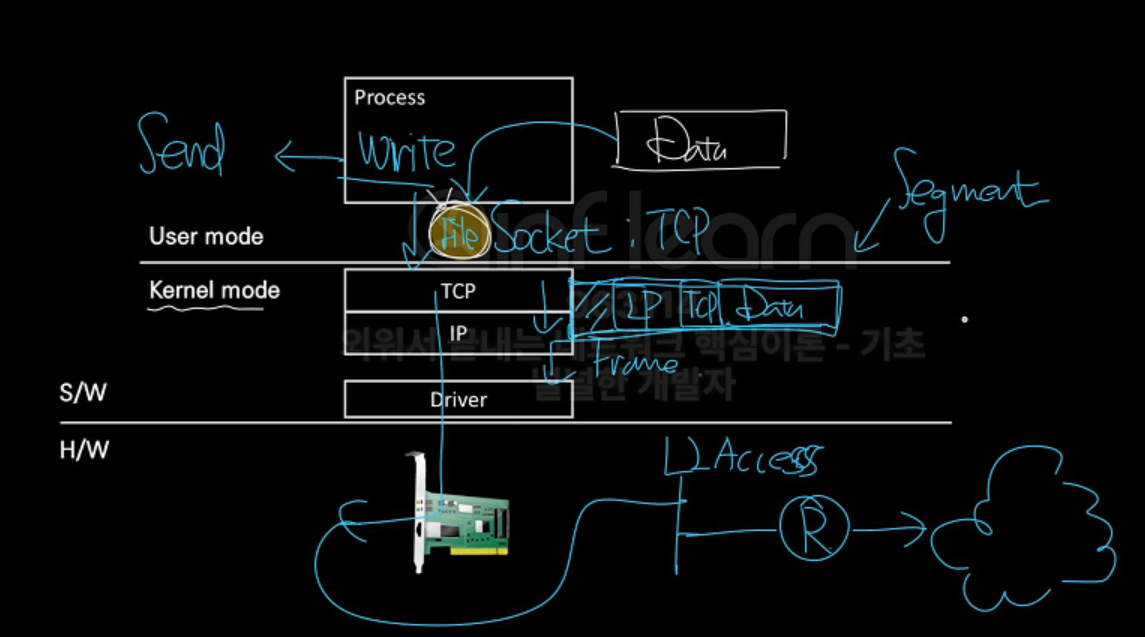 Process
Send
Write
Data
Segment
User mode
File
Socket : TCP
inflearn
Kernel mode
TCP
IP TCP Data
IP
외워서 끝내는 네트워크 핵심이론 - 기초
Frame
널널한 개발자
S/W
Driver
H/W
L2 Access
R